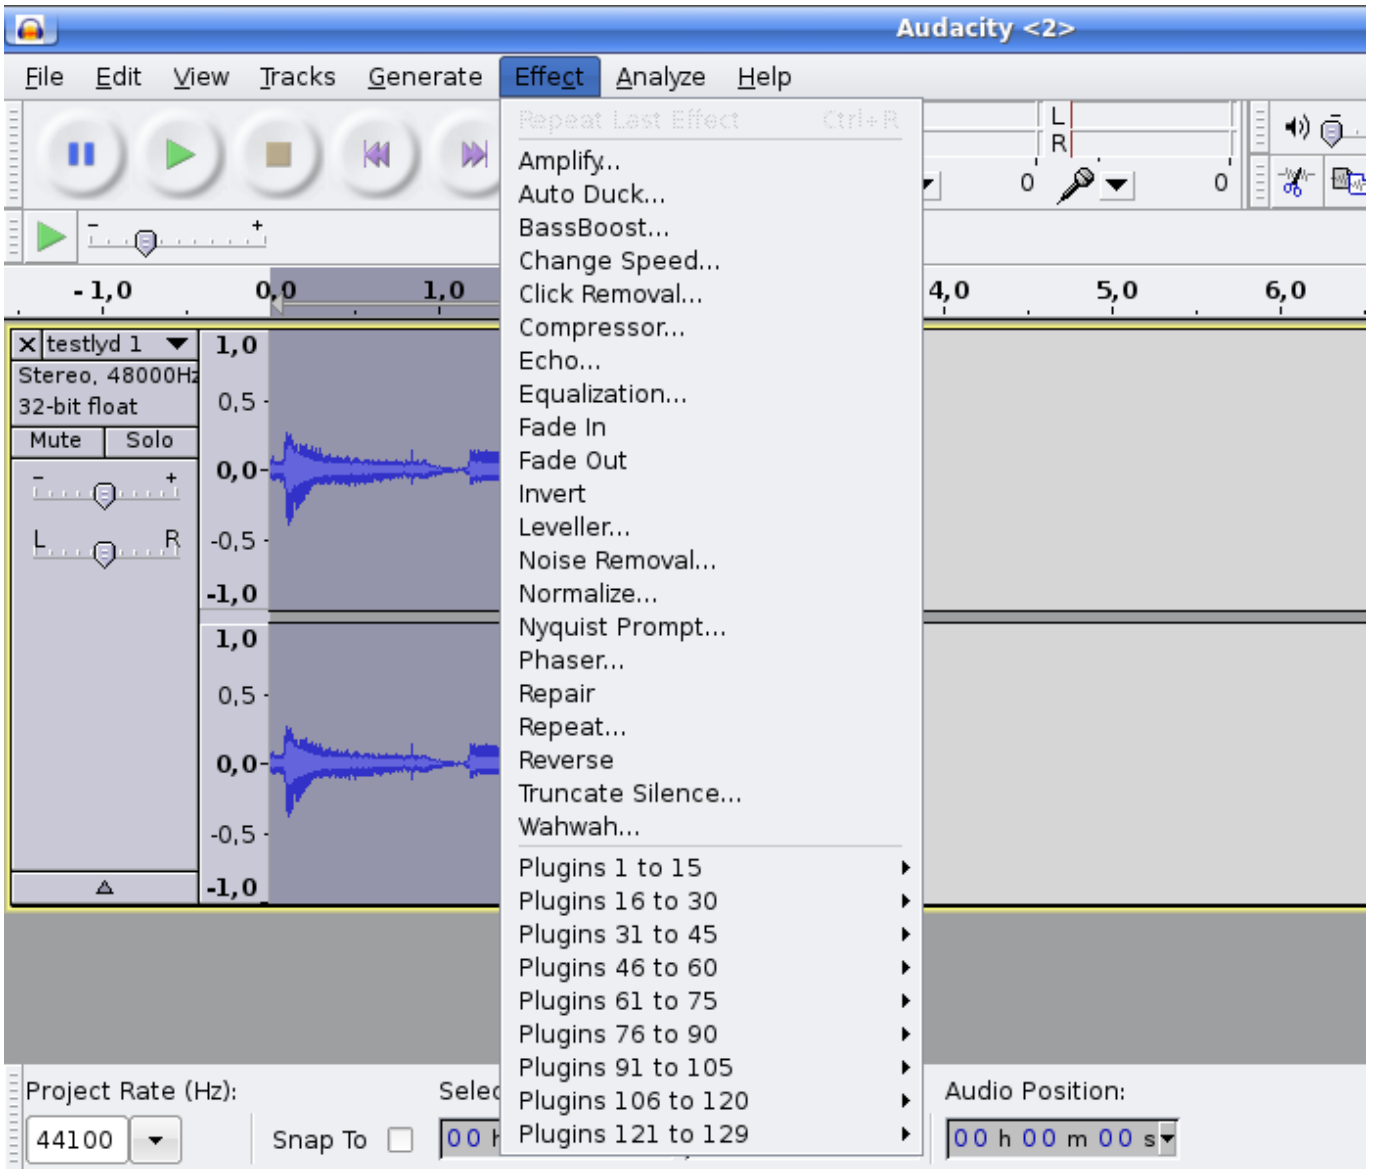 Audacity <2>
File Edit View Tracks Generate Effect Analyze Help
Repeat Last Effect Ctrl+R
L
R
0 0
Amplify...
Auto Duck...
BassBoost...
- +
Change Speed...
-1,0 0,0 1,0 4,0 5,0 6,0
Click Removal...
Compressor...
Echo...
Equalization...
Fade In
Fade Out
Invert
Leveller...
Noise Removal...
Normalize...
Nyquist Prompt...
Phaser...
Repair
Repeat...
Reverse
Truncate Silence...
Wahwah...
Plugins 1 to 15
Plugins 16 to 30
Plugins 31 to 45
Plugins 46 to 60
Plugins 61 to 75
Plugins 76 to 90
Plugins 91 to 105
Plugins 106 to 120
Plugins 121 to 129
X testlyd 1
Stereo, 48000Hz
32-bit float
Mute Solo
- +
L R
1,0
0,5
0,0
-0,5
-1,0
1,0
0,5
0,0
-0,5
-1,0
Project Rate (Hz):
44100
Snap To
00 h
Audio Position:
00 h 00 m 00 s